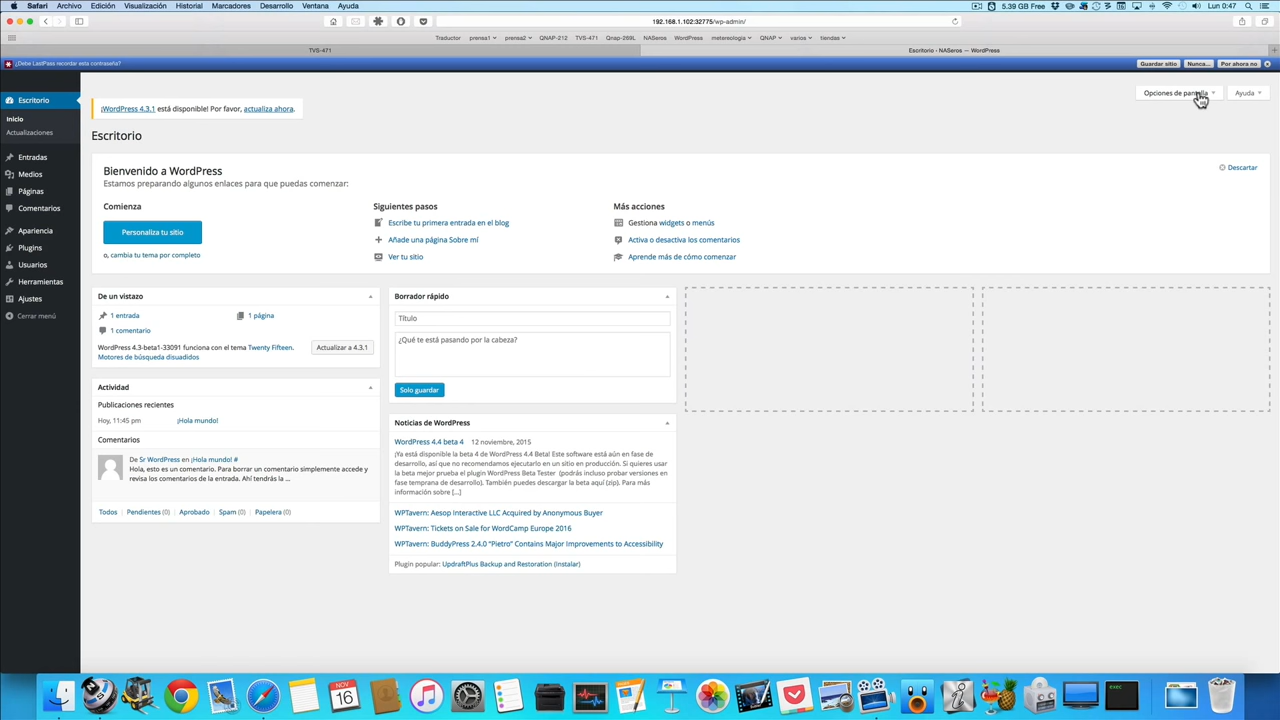 Safari Archivo Edición Visualización Historial Marcadores Desarrollo Ventana Ayuda
5.39 GB Free
Lun 0:47
192.168.1.102:32775/wp-admin/
Traductor prensa1 prensa2 QNAP-212 TVS-471 Qnap-269L NASeros WordPress metareología QNAP varios tiendas
TVS-471
Escritorio ‹ NASeros — WordPress
¿Debe LastPass recordar esta contraseña?
Guardar sitio
Nunca...
Por ahora no
Opciones de pantalla
Ayuda
Escritorio
Inicio
Actualizaciones
Entradas
Medios
Páginas
Comentarios
Apariencia
Plugins
Usuarios
Herramientas
Ajustes
Cerrar menú
¡WordPress 4.3.1 está disponible! Por favor, actualiza ahora.
Escritorio
Bienvenido a WordPress
Descartar
Estamos preparando algunos enlaces para que puedas comenzar:
Comienza
Personaliza tu sitio
o, cambia tu tema por completo
Siguientes pasos
Escribe tu primera entrada en el blog
Añade una página Sobre mí
Ver tu sitio
Más acciones
Gestiona widgets o menús
Activa o desactiva los comentarios
Aprende más de cómo comenzar
De un vistazo
1 entrada
1 página
1 comentario
WordPress 4.3-beta1-33091 funciona con el tema Twenty Fifteen.
Actualizar a 4.3.1
Motores de búsqueda disuadidos
Actividad
Publicaciones recientes
Hoy, 11:45 pm ¡Hola mundo!
Comentarios
De Sr WordPress en ¡Hola mundo! #
Hola, esto es un comentario. Para borrar un comentario simplemente accede y
revisa los comentarios de la entrada. Ahí tendrás la ...
Todos | Pendientes (0) | Aprobado | Spam (0) | Papelera (0)
Borrador rápido
Título
¿Qué te está pasando por la cabeza?
Solo guardar
Noticias de WordPress
WordPress 4.4 beta 4 12 noviembre, 2015
¡Ya está disponible la beta 4 de WordPress 4.4 Beta! Este software está aún en fase de
desarrollo, así que no recomendamos ejecutarlo en un sitio en producción. Si quieres usar
la beta mejor prueba el plugin WordPress Beta Tester (podrás incluso probar versiones en
fase temprana de desarrollo). También puedes descargar la beta aquí (zip). Para más
información sobre [...]
WPTavern: Aesop Interactive LLC Acquired by Anonymous Buyer
WPTavern: Tickets on Sale for WordCamp Europe 2016
WPTavern: BuddyPress 2.4.0 "Pietro" Contains Major Improvements to Accessibility
Plugin popular: UpdraftPlus Backup and Restoration (Instalar)
NOV
16